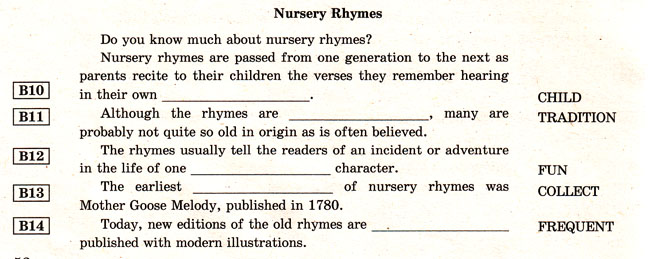 Nursery Rhymes
Do you know much about nursery rhymes?
Nursery rhymes are passed from one generation to the next as
parents recite to their children the verses they remember hearing
B10 in their own ____________. CHILD
B11 Although the rhymes are ____________, many are TRADITION
probably not quite so old in origin as is often believed.
B12 The rhymes usually tell the readers of an incident or adventure
in the life of one ____________ character. FUN
B13 The earliest ____________ of nursery rhymes was COLLECT
Mother Goose Melody, published in 1780.
B14 Today, new editions of the old rhymes are ____________ FREQUENT
published with modern illustrations.